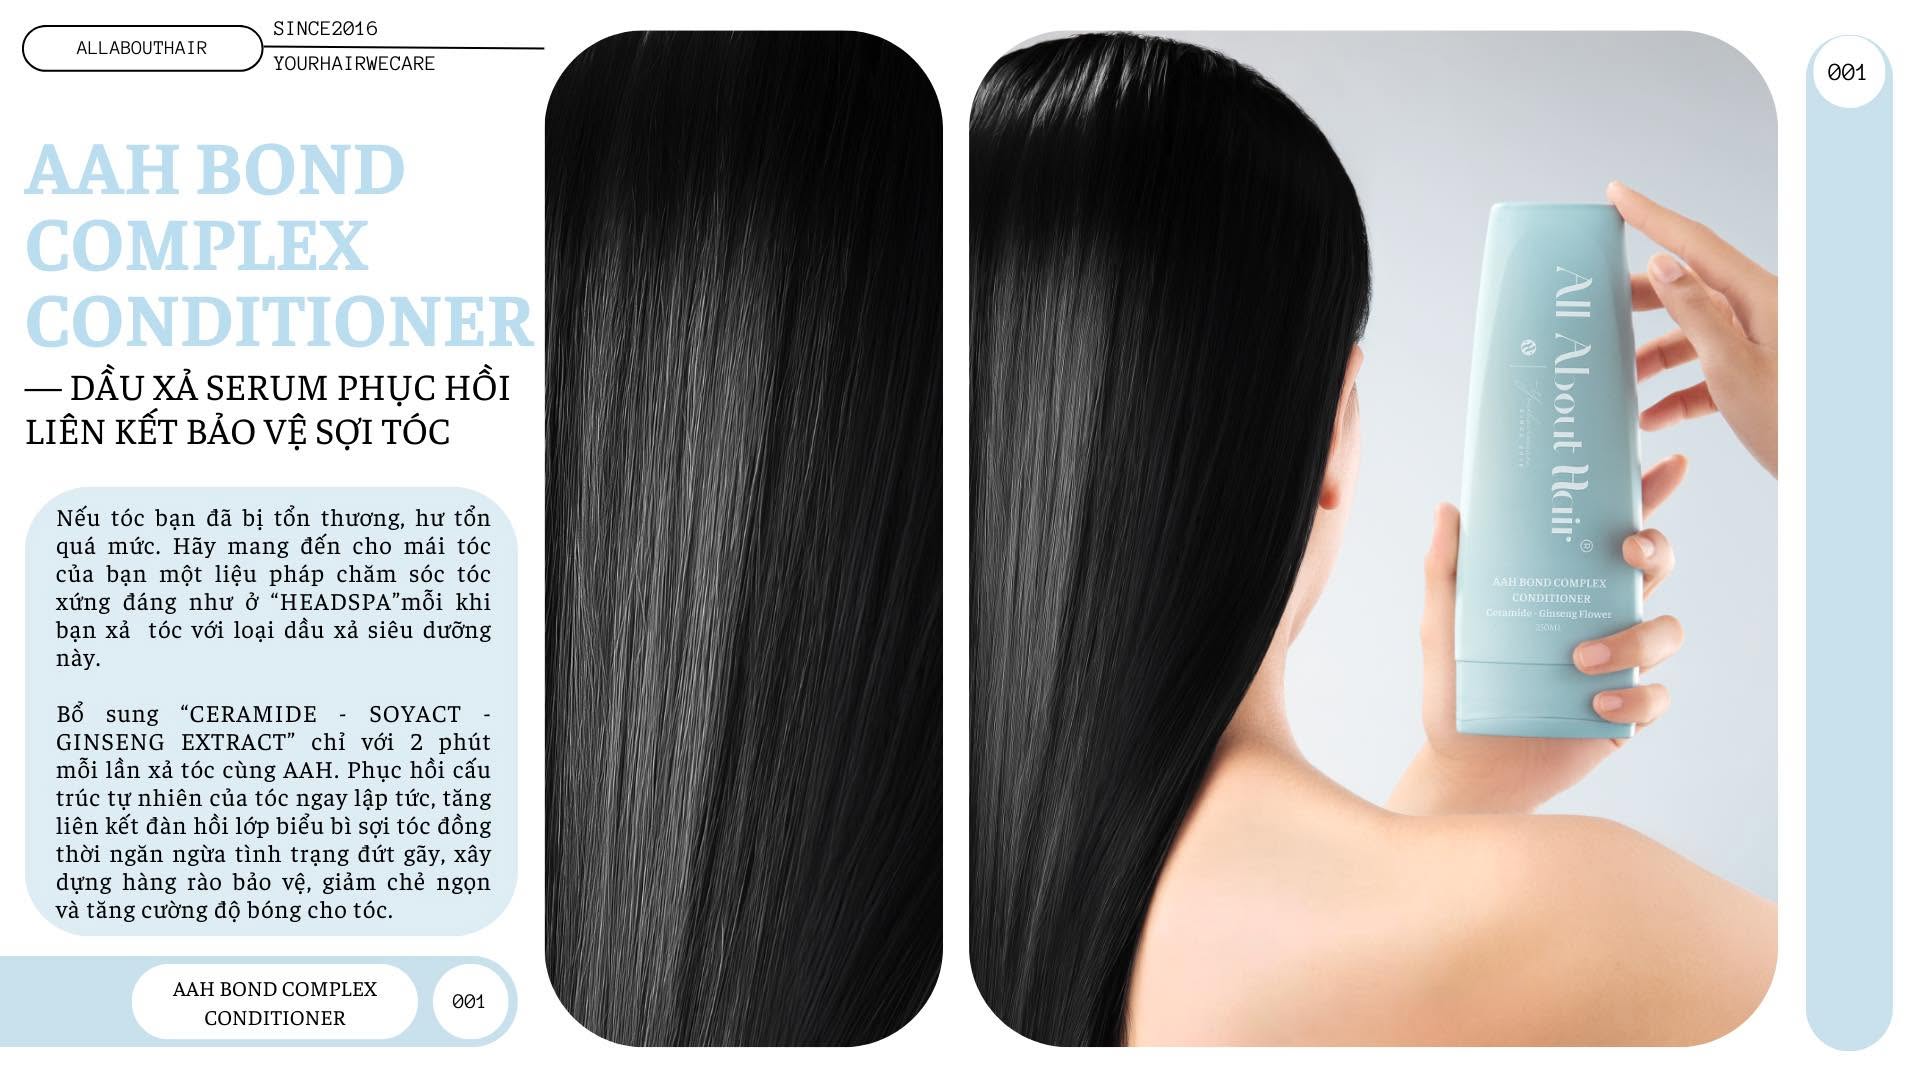 ALLABOUTHAIR
SINCE2016
YOURHAIRWECARE
001
AAH BOND
COMPLEX
CONDITIONER
— DẦU XẢ SERUM PHỤC HỒI
LIÊN KẾT BẢO VỆ SỢI TÓC
Nếu tóc bạn đã bị tổn thương, hư tổn
quá mức. Hãy mang đến cho mái tóc
của bạn một liệu pháp chăm sóc tóc
xứng đáng như ở “HEADSPA”mỗi khi
bạn xả tóc với loại dầu xả siêu dưỡng
này.
Bổ sung “CERAMIDE - SOYACT -
GINSENG EXTRACT” chỉ với 2 phút
mỗi lần xả tóc cùng AAH. Phục hồi cấu
trúc tự nhiên của tóc ngay lập tức, tăng
liên kết đàn hồi lớp biểu bì sợi tóc đồng
thời ngăn ngừa tình trạng đứt gãy, xây
dựng hàng rào bảo vệ, giảm chẻ ngọn
và tăng cường độ bóng cho tóc.
AAH BOND COMPLEX
CONDITIONER
001
All About Hair ®
AAH BOND COMPLEX
CONDITIONER
Ceramide - Ginseng Flower
250ML